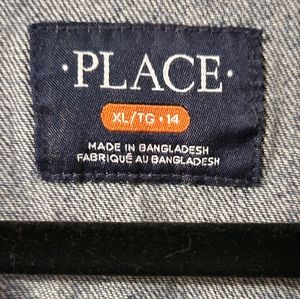 ·PLACE·
XL/TG · 14
MADE IN BANGLADESH
FABRIQUÉ AU BANGLADESH